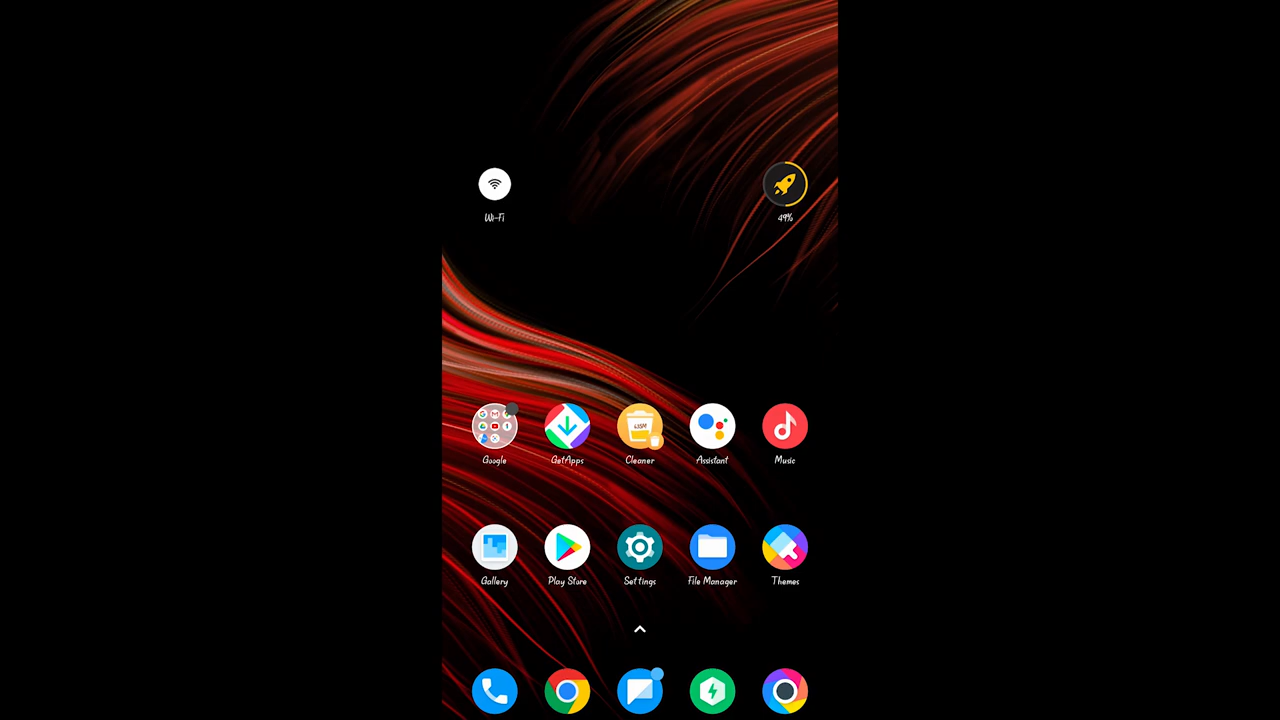 Wi-Fi
49%
Google
GetApps
Cleaner
Assistant
Music
Gallery
Play Store
Settings
File Manager
Themes